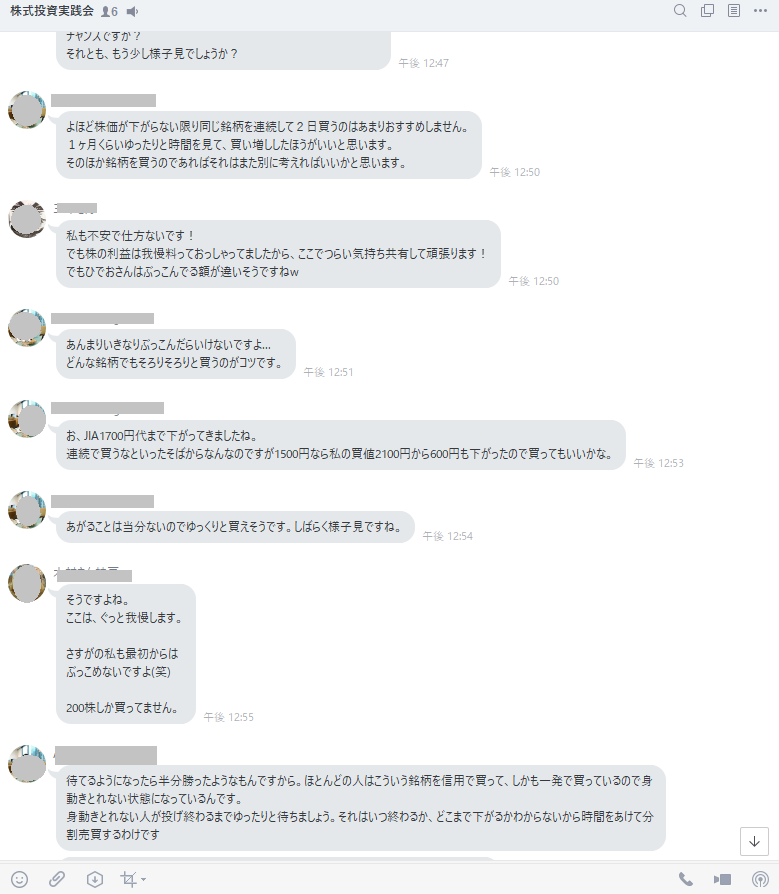 株式投資実践会 6
チャンスですか？
それとも、もう少し様子見でしょうか？
午後 12:47
よほど株価が下がらない限り同じ銘柄を連続して２日買うのはあまりおすすめしません。
１ヶ月くらいゆったりと時間を見て、買い増ししたほうがいいと思います。
そのほか銘柄を買うのであればそれはまた別に考えればいいかと思います。
午後 12:50
私も不安で仕方ないです！
でも株の利益は我慢料っておっしゃってましたから、ここでつらい気持ち共有して頑張ります！
でもひでおさんはぶっこんでる額が違いそうですねw
午後 12:50
あんまりいきなりぶっこんだらいけないですよ...
どんな銘柄でもそろりそろりと買うのがコツです。
午後 12:51
お、JIA1700円代まで下がってきましたね。
連続で買うなといったそばからなんなのですが1500円なら私の買値2100円から600円も下がったので買ってもいいかな。
午後 12:53
あがることは当分ないのでゆっくりと買えそうです。しばらく様子見ですね。
午後 12:54
そうですよね。
ここは、ぐっと我慢します。
さすがの私も最初からは
ぶっこめないですよ(笑)
200株しか買ってません。
午後 12:55
待てるようになったら半分勝ったようなもんですから。ほとんどの人はこういう銘柄を信用で買って、しかも一発で買っているので身
動きとれない状態になっているんです。
身動きとれない人が投げ終わるまでゆったりと待ちましょう。それはいつ終わるか、どこまで下がるかわからないから時間をあけて分
割売買するわけです